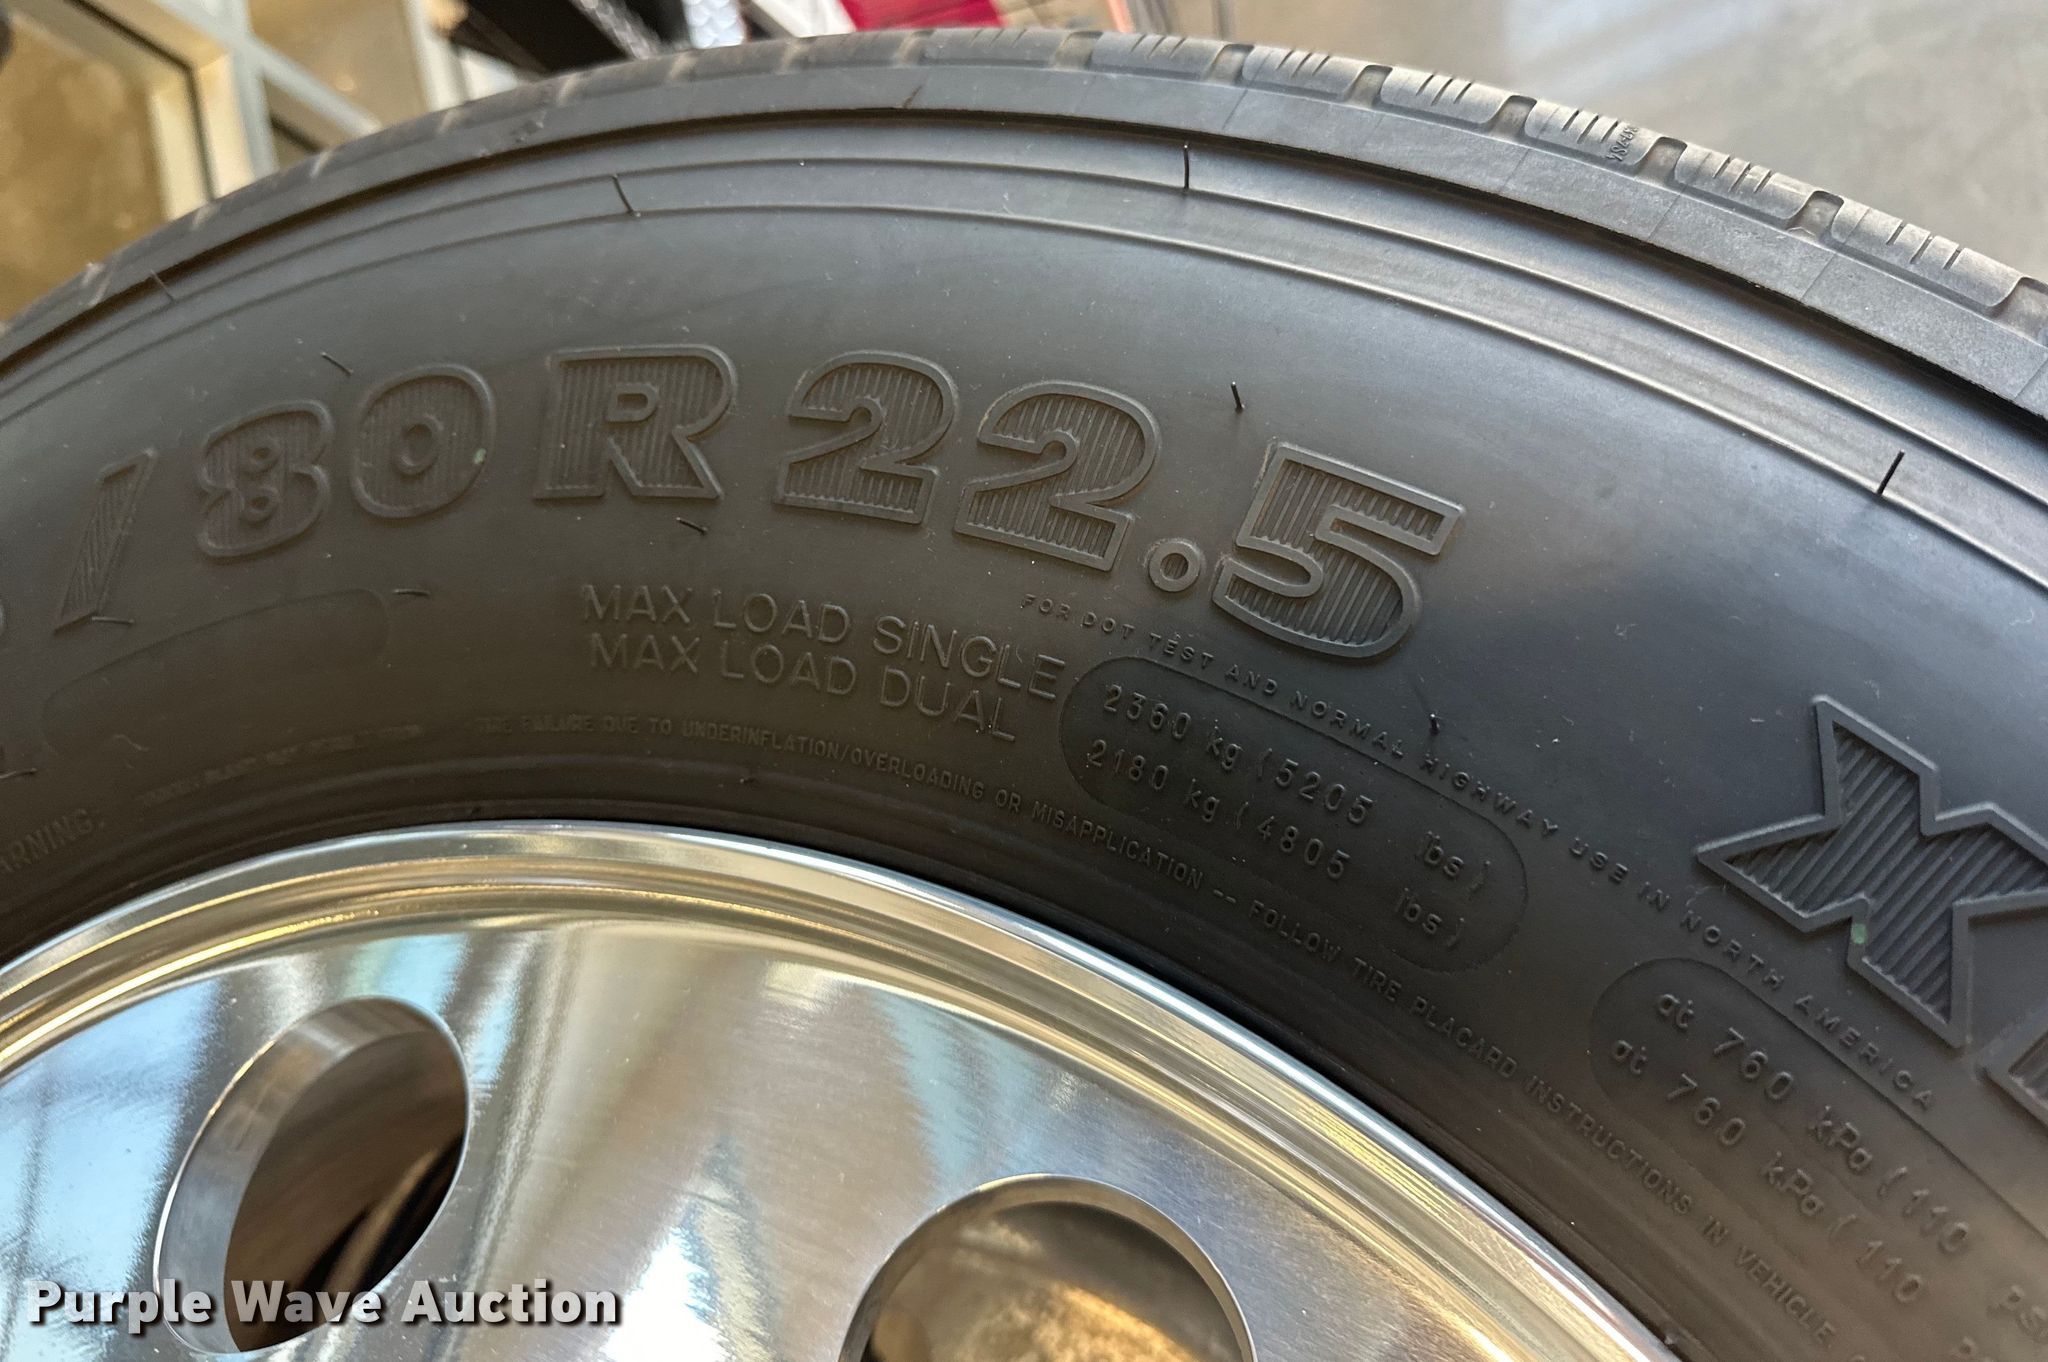 /80R22.5
MAX LOAD SINGLE 2360 kg (5205 lbs) at 760 kPa (110
MAX LOAD DUAL 2180 kg (4805 lbs) at 760 kPa (110
FOR DOT TEST AND NORMAL HIGHWAY USE IN NORTH AMERICA
TIRE FAILURE DUE TO UNDERINFLATION/OVERLOADING OR MISAPPLICATION -- FOLLOW TIRE PLACARD INSTRUCTIONS IN VEHICLE
Purple Wave Auction